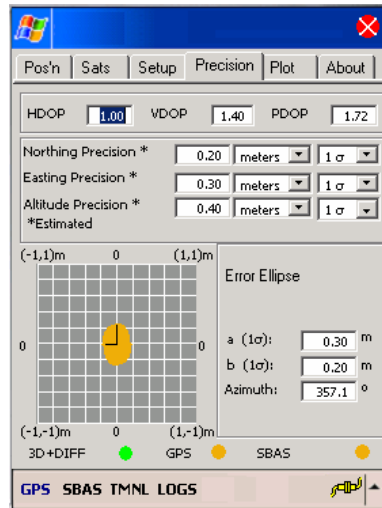 Pos'n Sats Setup Precision Plot About
HDOP 1.00 VDOP 1.40 PDOP 1.72
Northing Precision * 0.20 meters 1 σ
Easting Precision * 0.30 meters 1 σ
Altitude Precision * 0.40 meters 1 σ
*Estimated
(-1,1)m 0 (1,1)m
Error Ellipse
a (1σ): 0.30 m
0 0
b (1σ): 0.20 m
Azimuth: 357.1 °
(-1,-1)m 0 (1,-1)m
3D+DIFF GPS SBAS
GPS SBAS TMNL LOGS